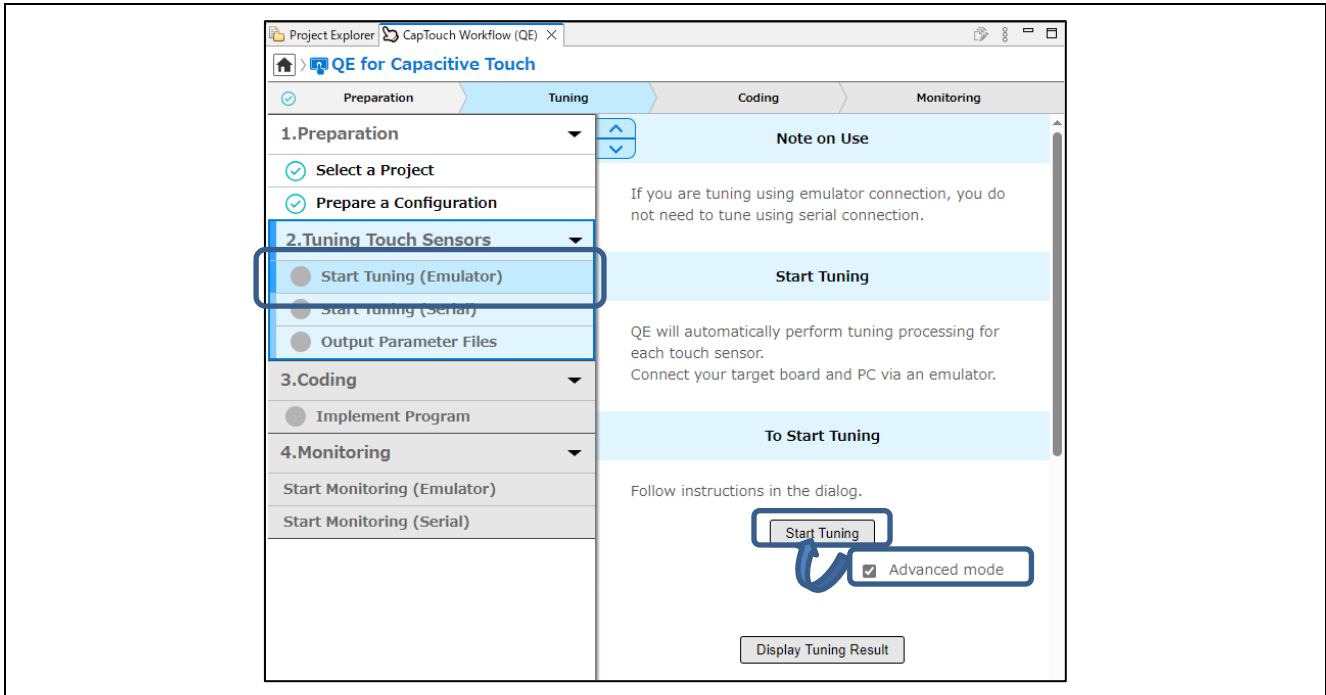 Project Explorer CapTouch Workflow (QE)
QE for Capacitive Touch
Preparation Tuning Coding Monitoring
1.Preparation
Select a Project
Prepare a Configuration
2.Tuning Touch Sensors
Start Tuning (Emulator)
Start Tuning (Serial)
Output Parameter Files
3.Coding
Implement Program
4.Monitoring
Start Monitoring (Emulator)
Start Monitoring (Serial)
Note on Use
If you are tuning using emulator connection, you do
not need to tune using serial connection.
Start Tuning
QE will automatically perform tuning processing for
each touch sensor.
Connect your target board and PC via an emulator.
To Start Tuning
Follow instructions in the dialog.
Start Tuning
Advanced mode
Display Tuning Result